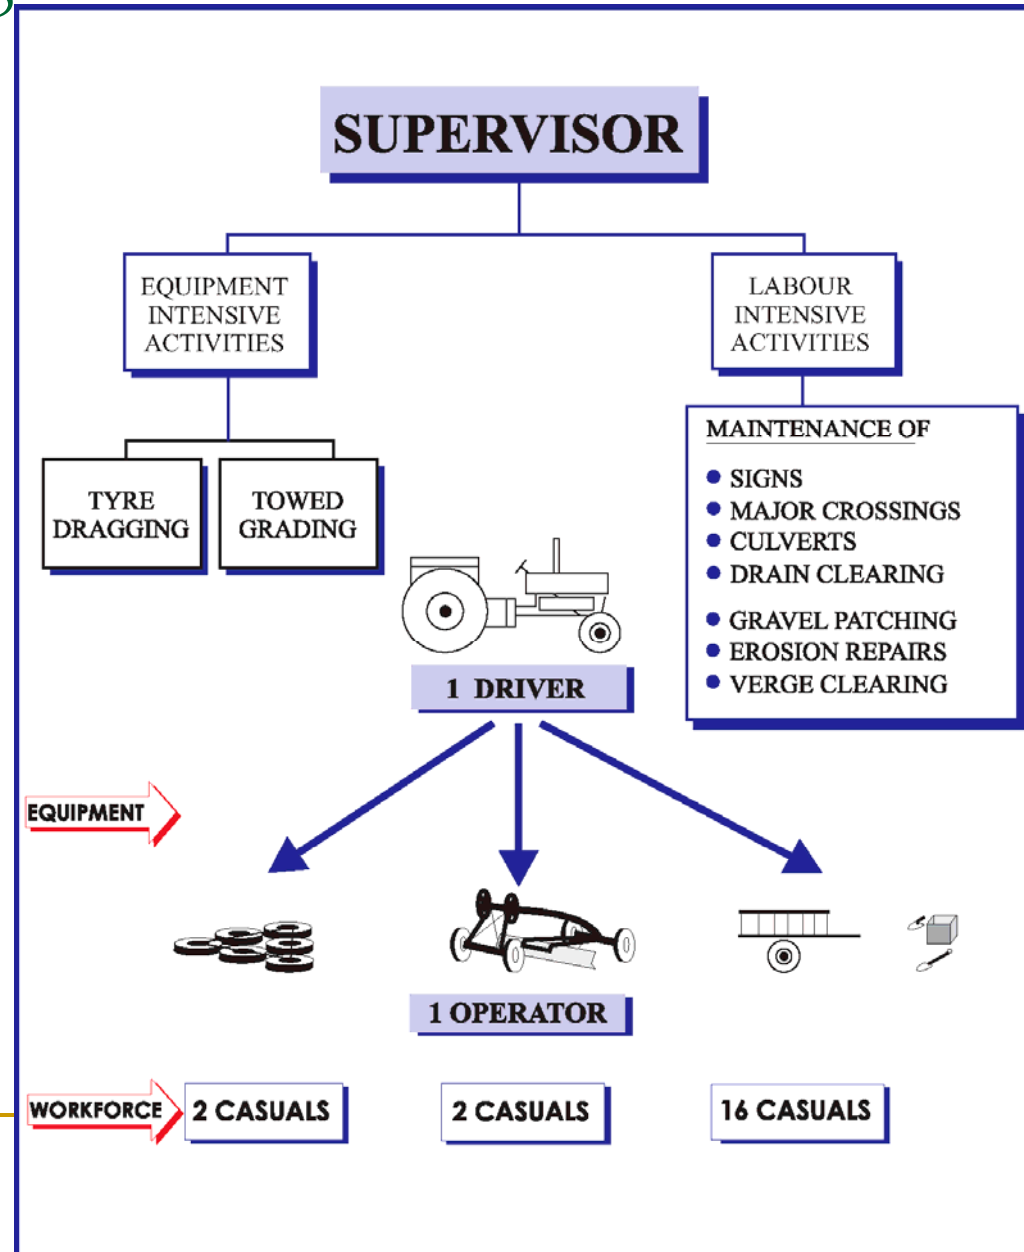 SUPERVISOR
EQUIPMENT
INTENSIVE
ACTIVITIES
LABOUR
INTENSIVE
ACTIVITIES
TYRE
DRAGGING
TOWED
GRADING
MAINTENANCE OF
SIGNS
MAJOR CROSSINGS
CULVERTS
DRAIN CLEARING
GRAVEL PATCHING
EROSION REPAIRS
VERGE CLEARING
1 DRIVER
EQUIPMENT
1 OPERATOR
WORKFORCE
2 CASUALS
2 CASUALS
16 CASUALS